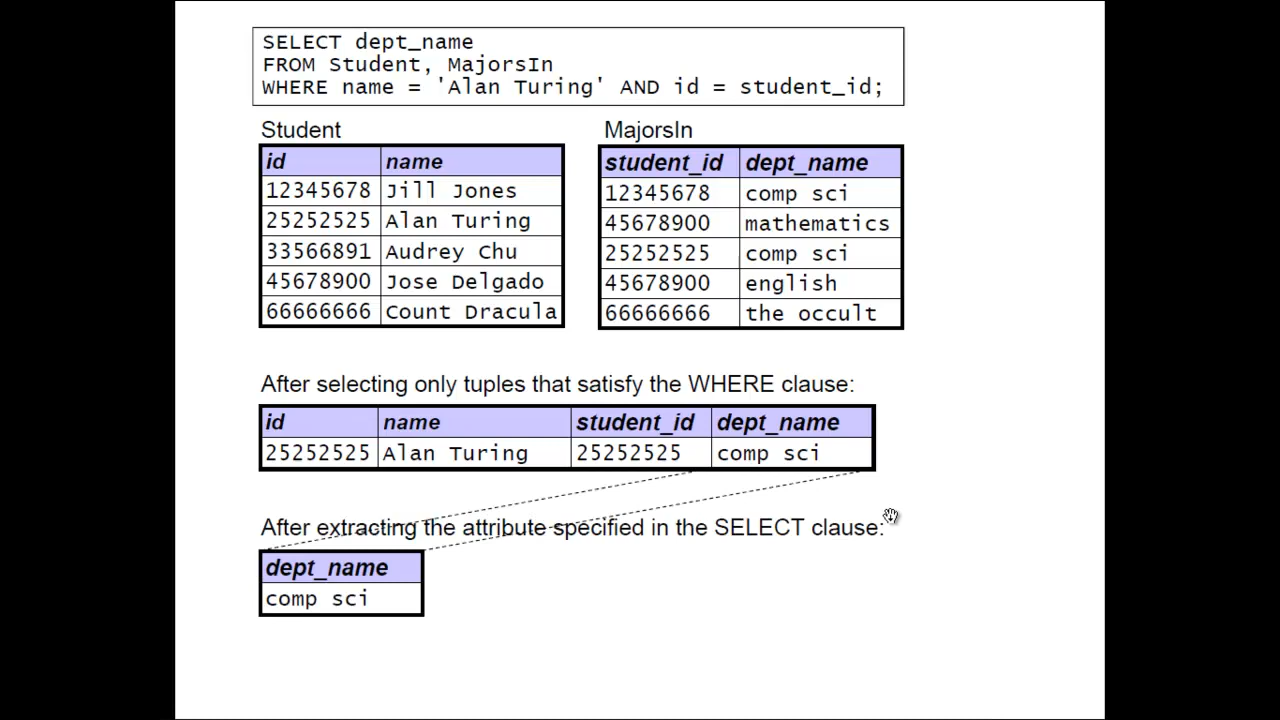 SELECT dept_name
FROM Student, MajorsIn
WHERE name = 'Alan Turing' AND id = student_id;
Student
id name
12345678 Jill Jones
25252525 Alan Turing
33566891 Audrey Chu
45678900 Jose Delgado
66666666 Count Dracula
MajorsIn
student_id dept_name
12345678 comp sci
45678900 mathematics
25252525 comp sci
45678900 english
66666666 the occult
After selecting only tuples that satisfy the WHERE clause:
id name student_id dept_name
25252525 Alan Turing 25252525 comp sci
After extracting the attribute specified in the SELECT clause:
dept_name
comp sci